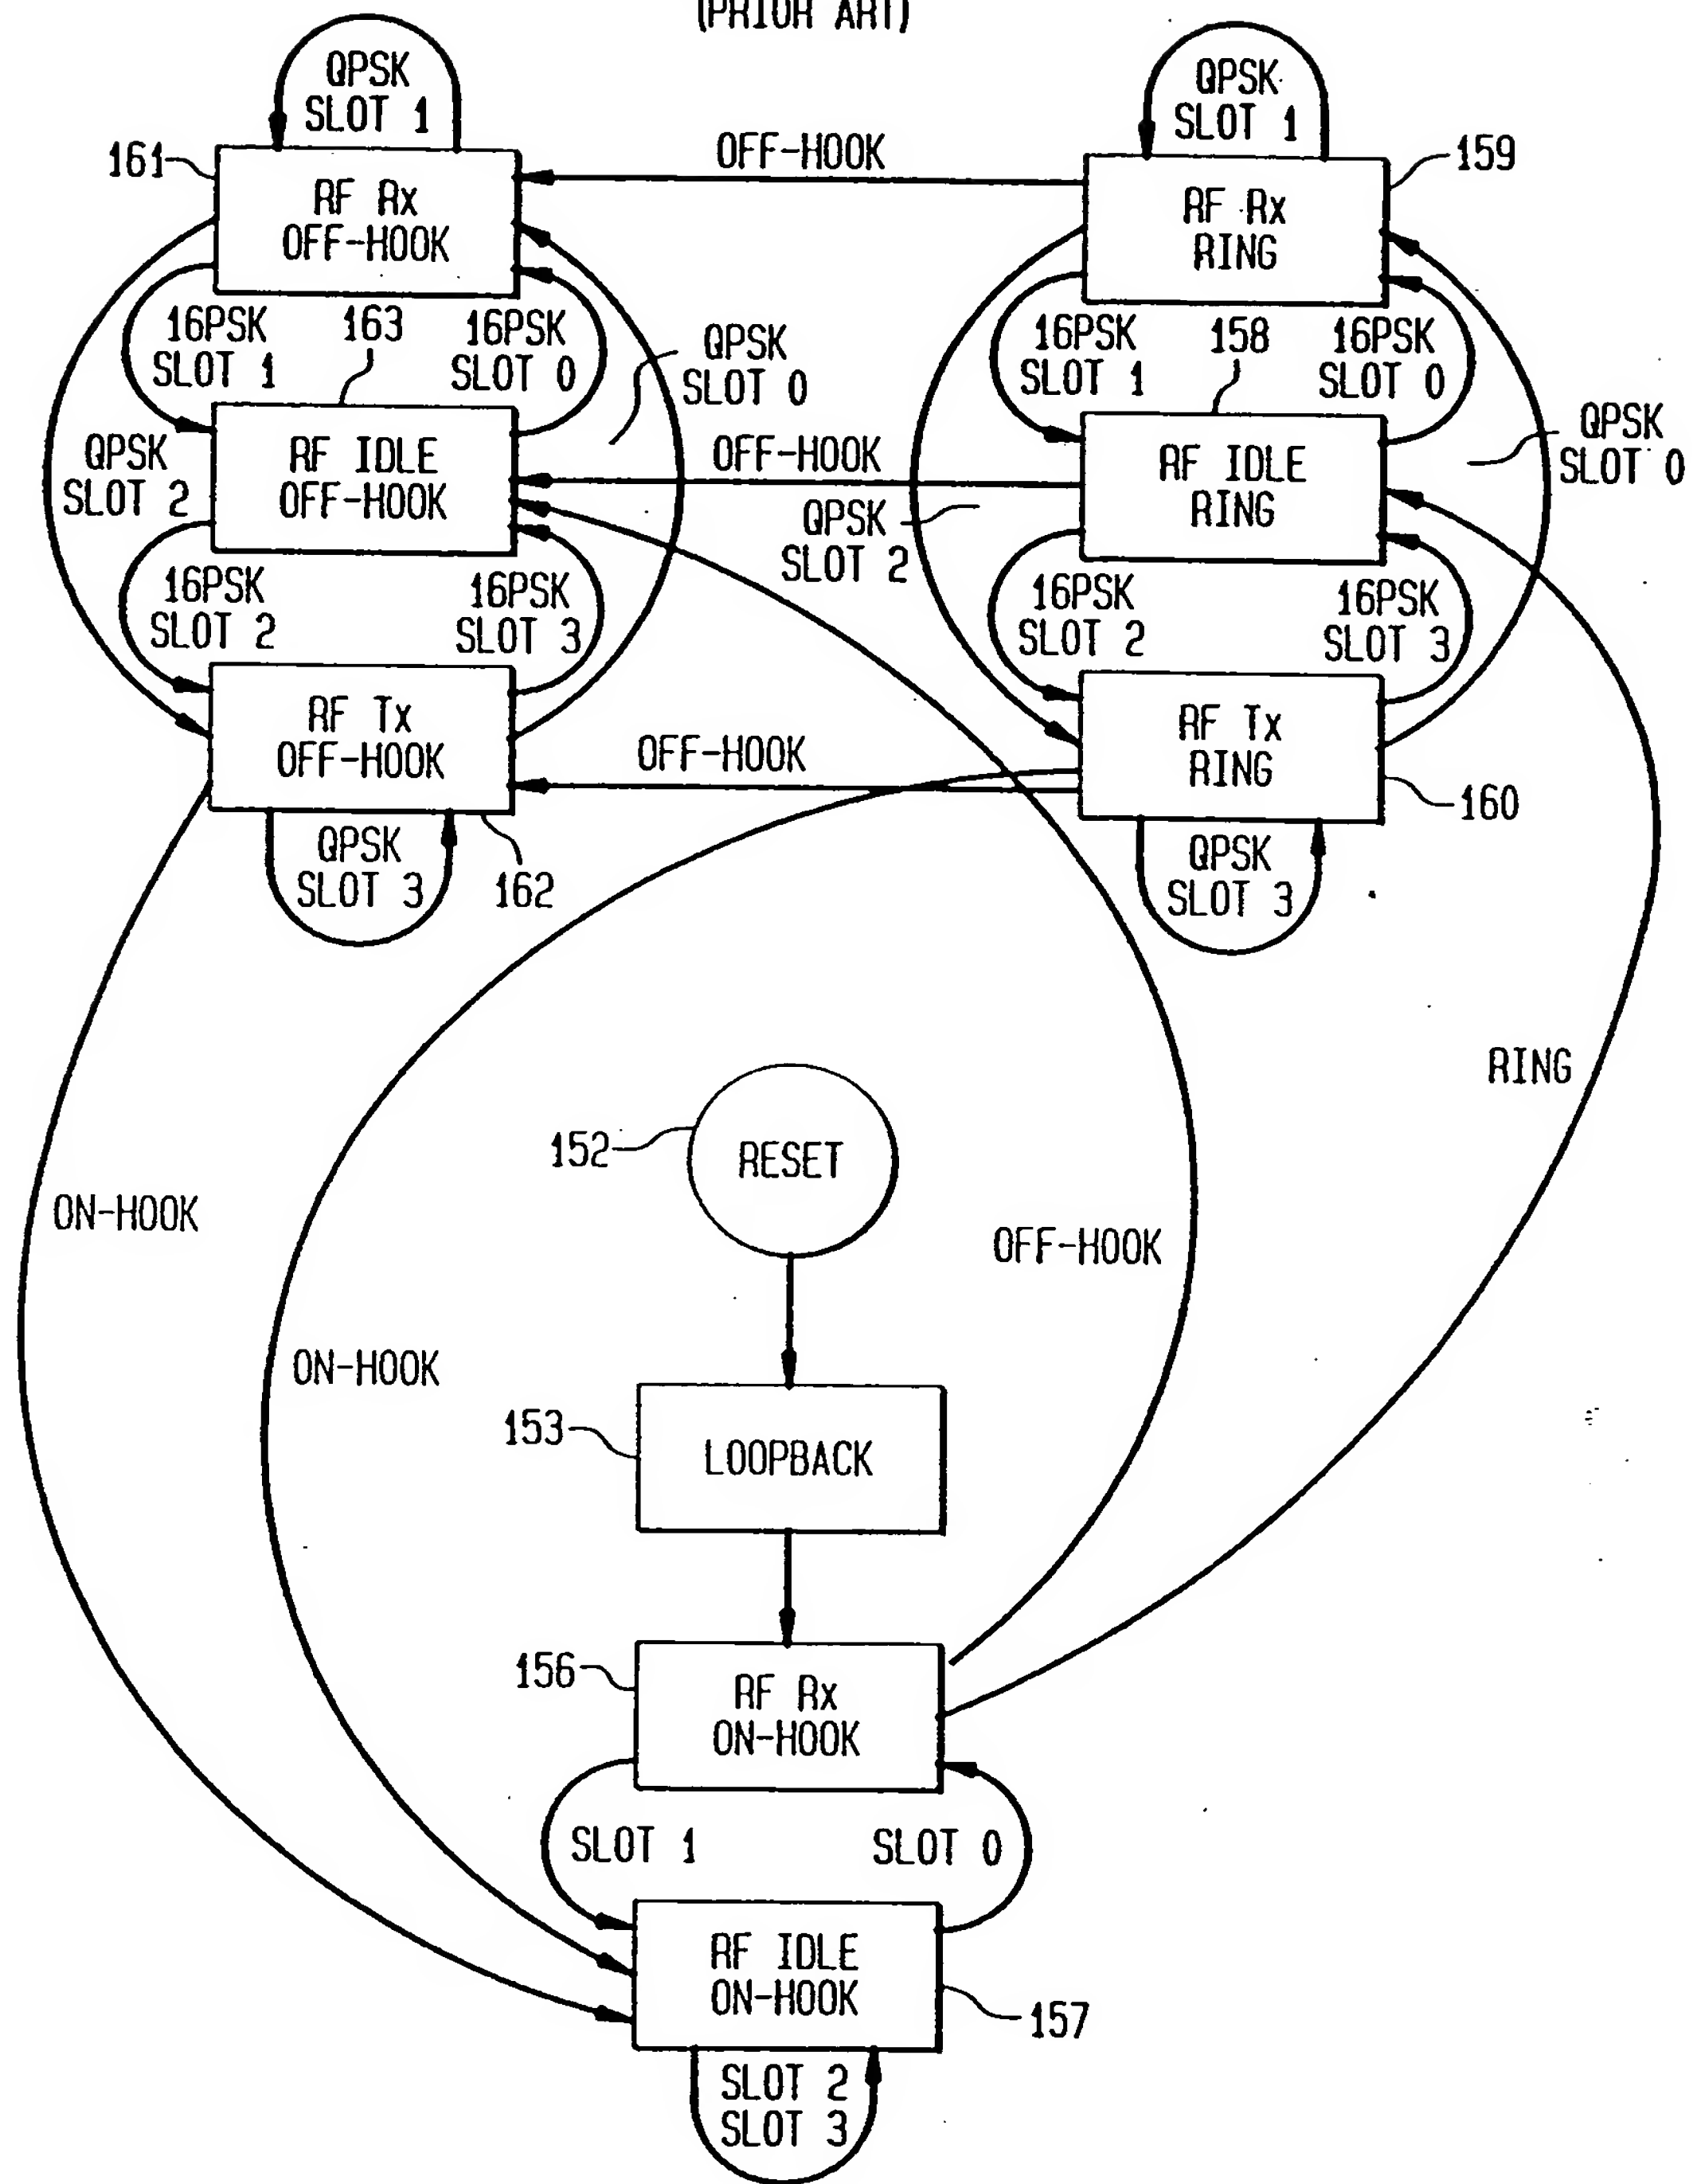 (PRIOR ART)
QPSK
SLOT 1
QPSK
SLOT 1
161
OFF-HOOK
159
RF Rx
OFF-HOOK
RF Rx
RING
16PSK
SLOT 1
163
16PSK
SLOT 0
QPSK
SLOT 0
16PSK
SLOT 1
158
16PSK
SLOT 0
QPSK
SLOT 2
RF IDLE
OFF-HOOK
OFF-HOOK
QPSK
SLOT 2
RF IDLE
RING
QPSK
SLOT 0
16PSK
SLOT 2
16PSK
SLOT 3
16PSK
SLOT 2
16PSK
SLOT 3
RF Tx
OFF-HOOK
OFF-HOOK
RF Tx
RING
160
QPSK
SLOT 3
162
QPSK
SLOT 3
RING
152
RESET
ON-HOOK
OFF-HOOK
ON-HOOK
153
LOOPBACK
156
RF Rx
ON-HOOK
SLOT 1
SLOT 0
RF IDLE
ON-HOOK
157
SLOT 2
SLOT 3